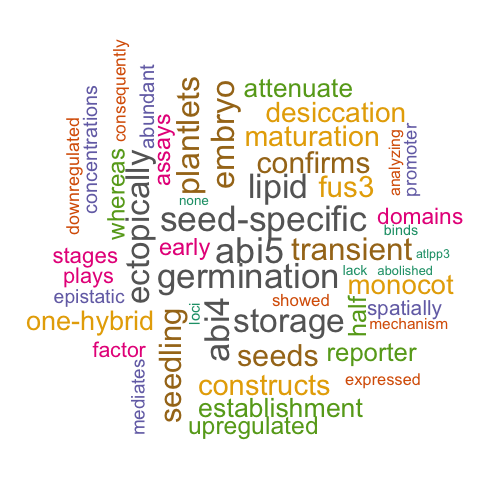 consequently
abundant
attenuate
downregulated
concentrations
whereas
assays
plantlets
embryo
desiccation
maturation
analyzing
promoter
confirms
ectopically
lipid
fus3
none
seed-specific
domains
binds
stages
early
abi5
transient
atlpp3
plays
germination
lack
abolished
monocot
epistatic
loci
showed
half
spatially
one-hybrid
seedling
abi4
storage
mechanism
factor
seeds
reporter
mediates
constructs
expressed
establishment
upregulated